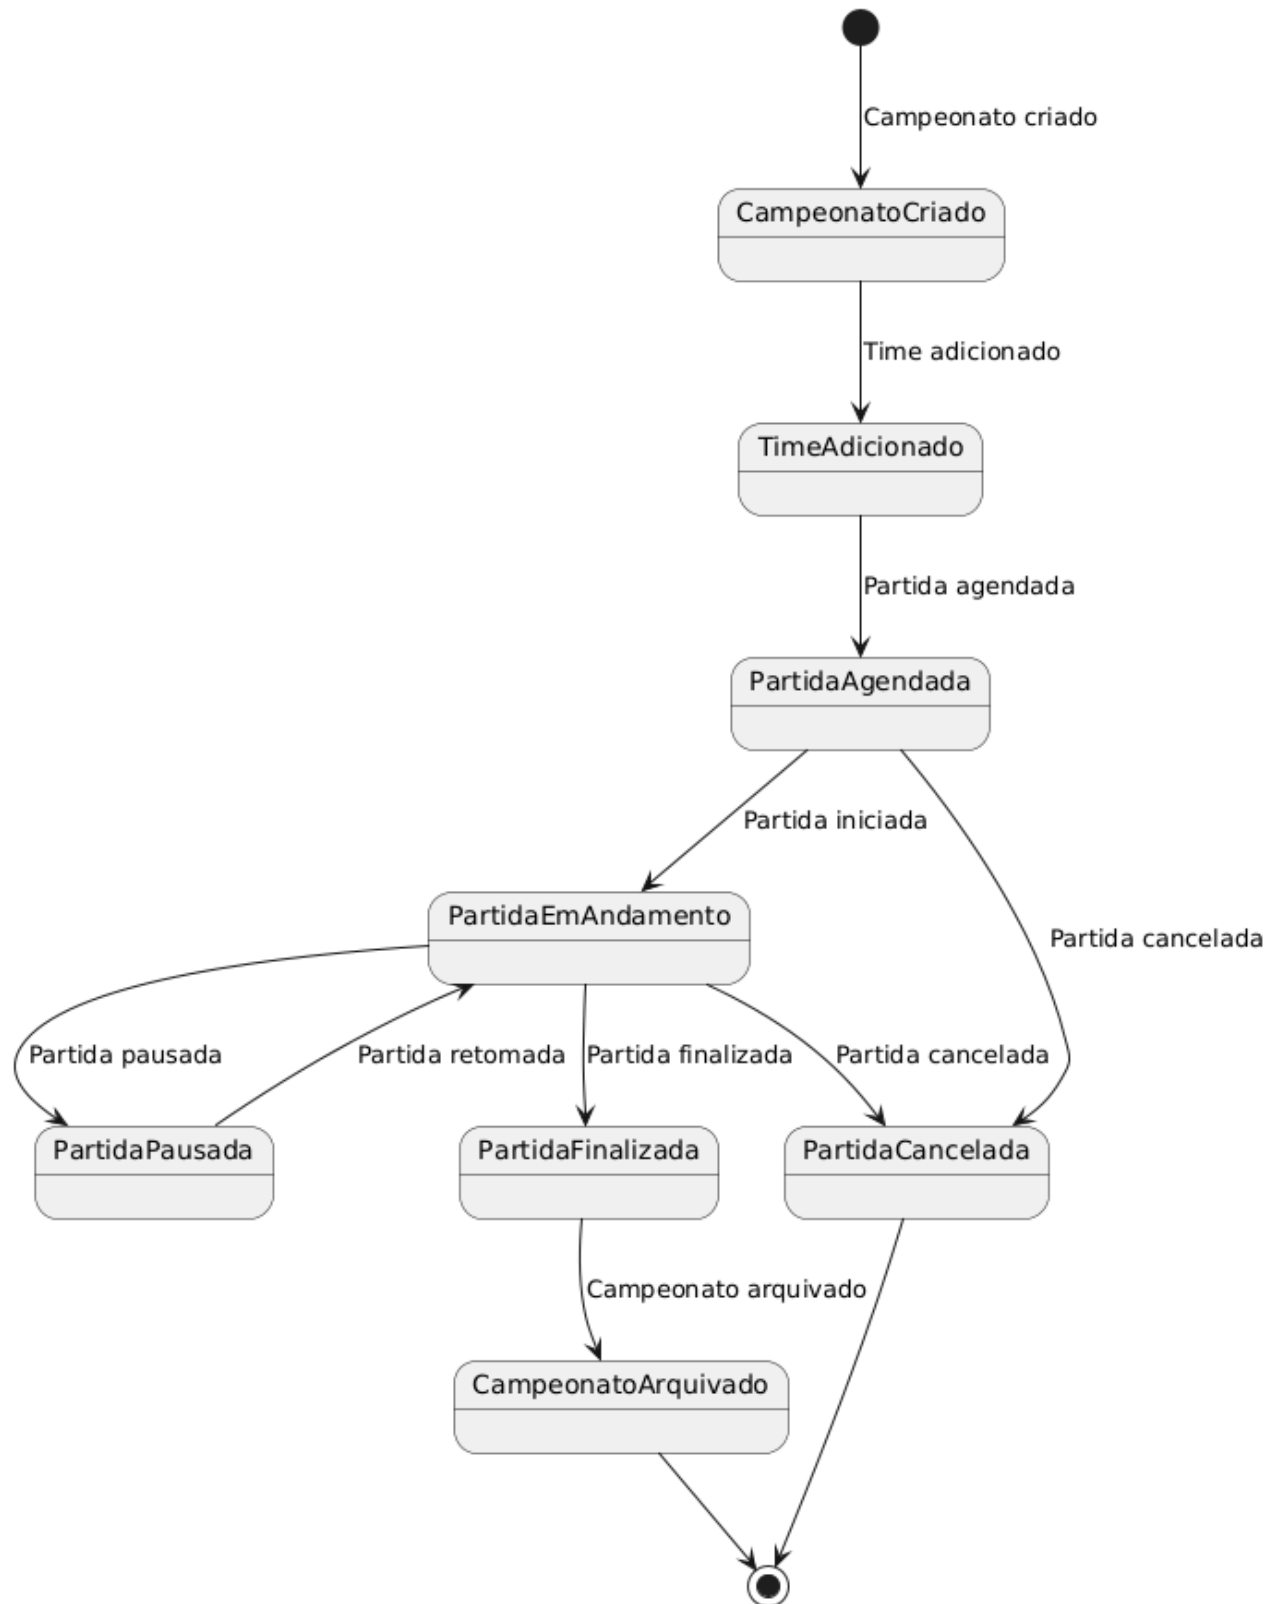 Campeonato criado
CampeonatoCriado
Time adicionado
TimeAdicionado
Partida agendada
PartidaAgendada
Partida iniciada
PartidaEmAndamento
Partida cancelada
Partida pausada
Partida retomada
Partida finalizada
Partida cancelada
PartidaPausada
PartidaFinalizada
PartidaCancelada
Campeonato arquivado
CampeonatoArquivado